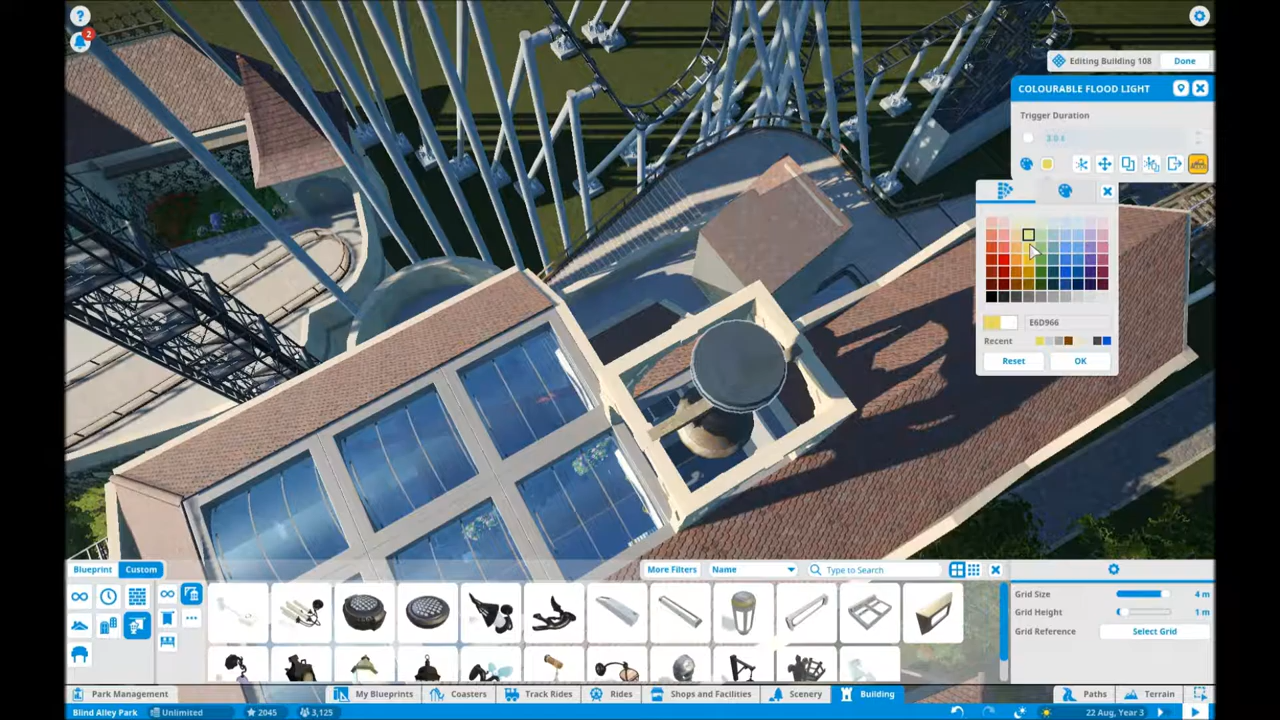 ?
2
Editing Building 108 Done
COLOURABLE FLOOD LIGHT
Trigger Duration
3.0 s
E6D966
Recent
Reset OK
Blueprint Custom More Filters Name Type to Search
Grid Size 4 m
Grid Height 1 m
Grid Reference Select Grid
Park Management My Blueprints Coasters Track Rides Rides Shops and Facilities Scenery Building Paths Terrain
Blind Alley Park Unlimited 2045 3,125 22 Aug, Year 3